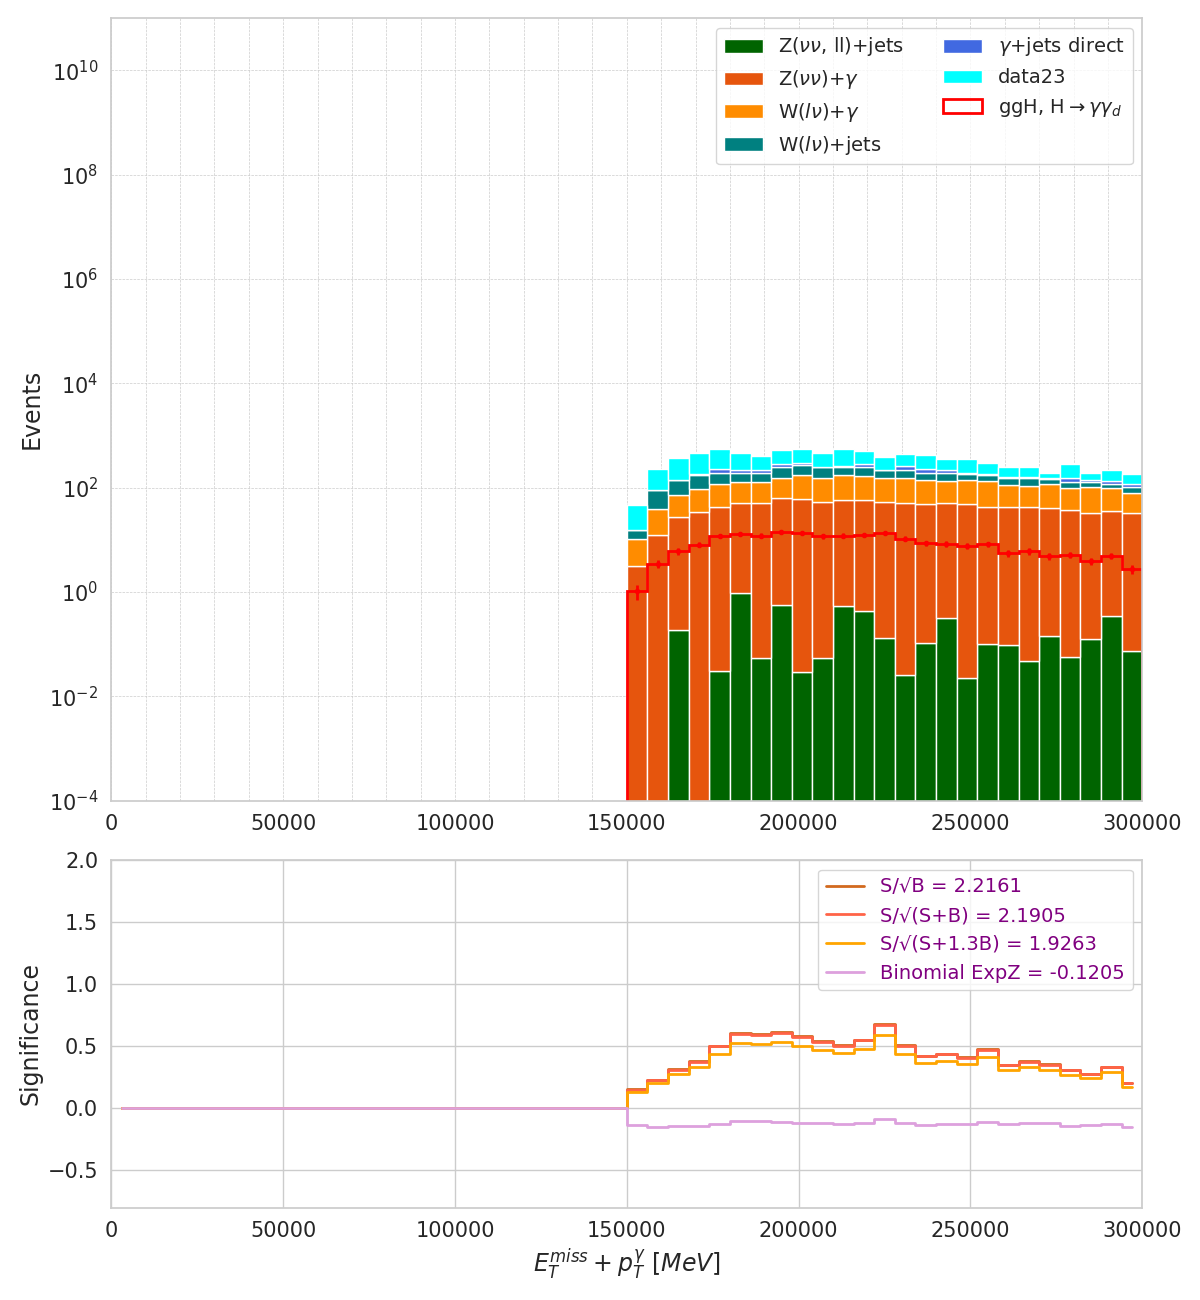 Z(νν, ll)+jets
Z(νν)+γ
W(lν)+γ
W(lν)+jets
γ+jets direct
data23
ggH, H→γγ_d
Events
10^10
10^8
10^6
10^4
10^2
10^0
10^−2
10^−4
0 50000 100000 150000 200000 250000 300000
S/√B = 2.2161
S/√(S+B) = 2.1905
S/√(S+1.3B) = 1.9263
Binomial ExpZ = -0.1205
Significance
2.0
1.5
1.0
0.5
0.0
−0.5
0 50000 100000 150000 200000 250000 300000
E_T^miss + p_T^γ [MeV]